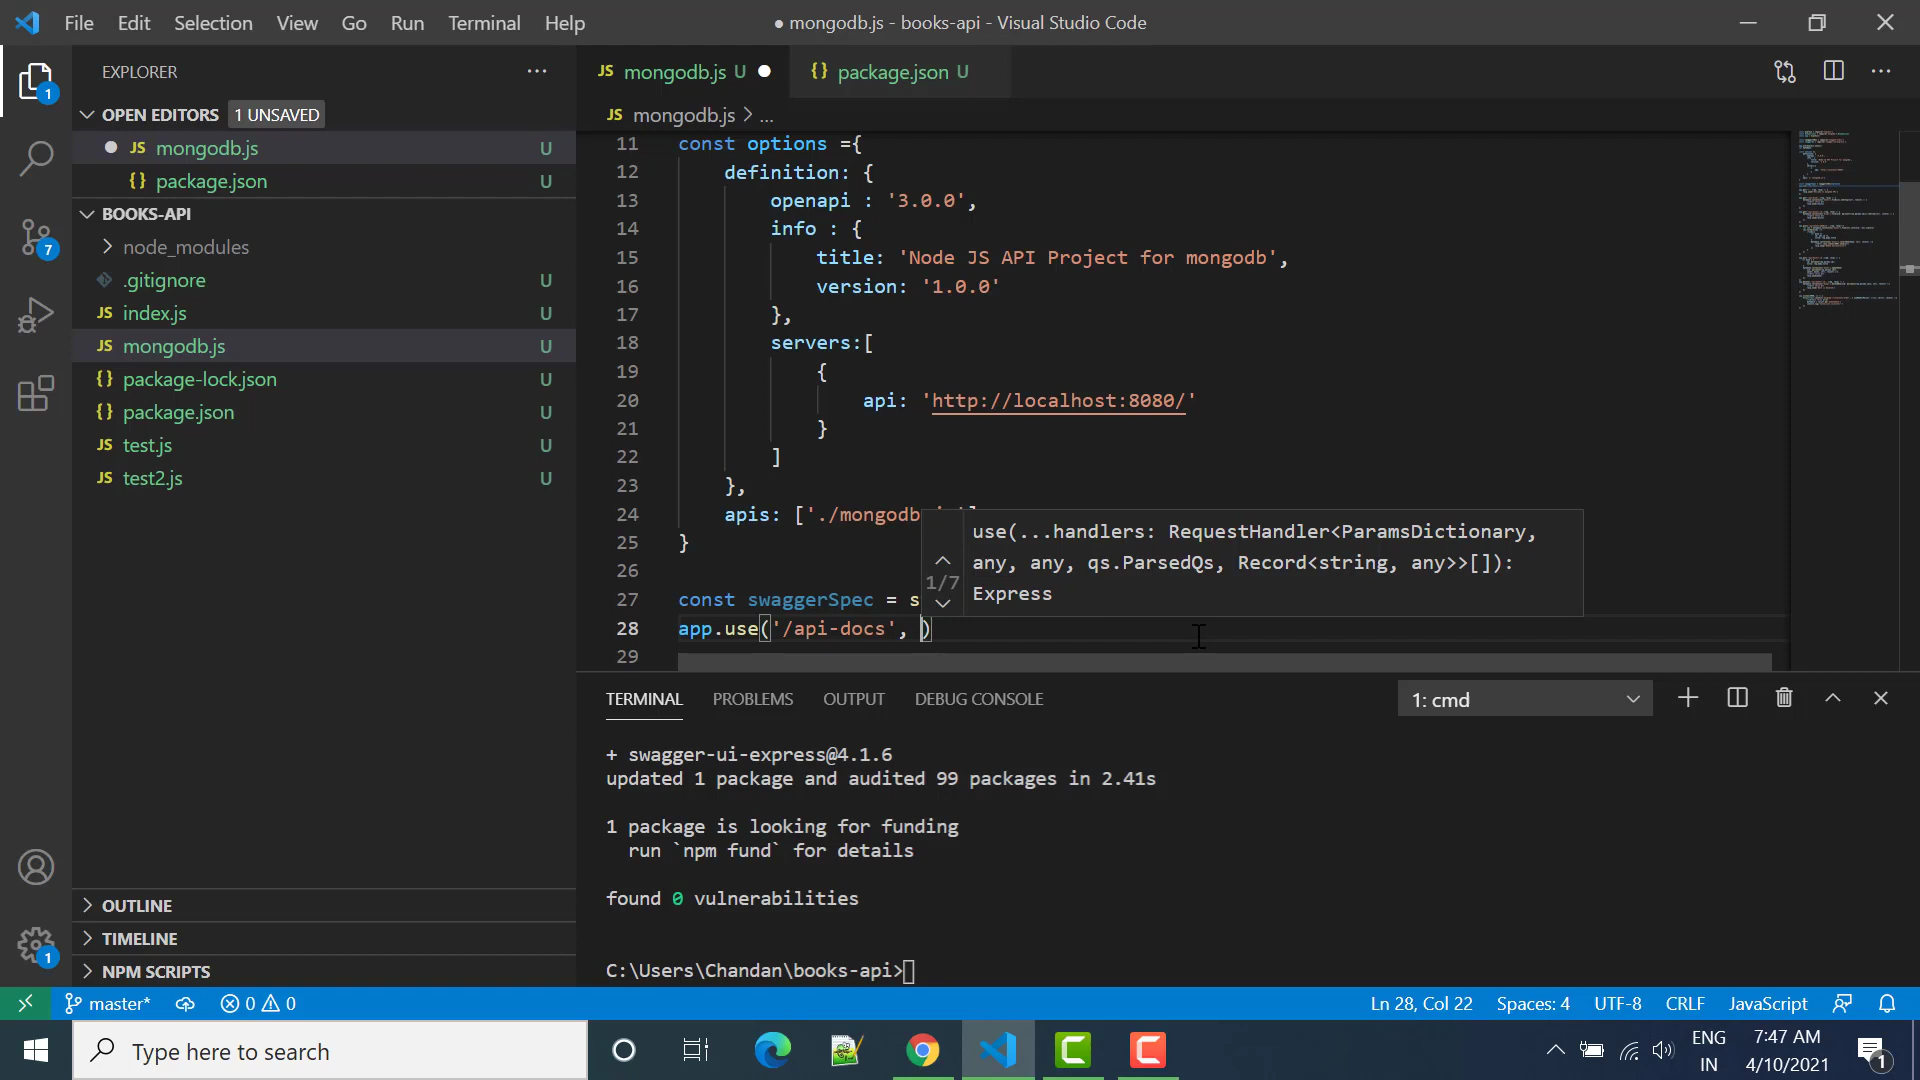 File Edit Selection View Go Run Terminal Help
● mongodb.js - books-api - Visual Studio Code
EXPLORER
OPEN EDITORS 1 UNSAVED
JS mongodb.js U
{} package.json U
BOOKS-API
node_modules
.gitignore U
JS index.js U
JS mongodb.js U
{} package-lock.json U
{} package.json U
JS test.js U
JS test2.js U
OUTLINE
TIMELINE
NPM SCRIPTS
1
7
1
JS mongodb.js U ●
{} package.json U
JS mongodb.js > ...
11 const options ={
12 definition: {
13 openapi : '3.0.0',
14 info : {
15 title: 'Node JS API Project for mongodb',
16 version: '1.0.0'
17 },
18 servers:[
19 {
20 api: 'http://localhost:8080/'
21 }
22 ]
23 },
24 apis: ['./mongodb
25 }
26
27 const swaggerSpec = s
28 app.use('/api-docs', )
29
1/7
use(...handlers: RequestHandler<ParamsDictionary,
any, any, qs.ParsedQs, Record<string, any>>[]):
Express
TERMINAL PROBLEMS OUTPUT DEBUG CONSOLE
1: cmd
+ swagger-ui-express@4.1.6
updated 1 package and audited 99 packages in 2.41s
1 package is looking for funding
run `npm fund` for details
found 0 vulnerabilities
C:\Users\Chandan\books-api>
master* 0 0
Ln 28, Col 22 Spaces: 4 UTF-8 CRLF JavaScript
Type here to search
ENG
IN
7:47 AM
4/10/2021
1